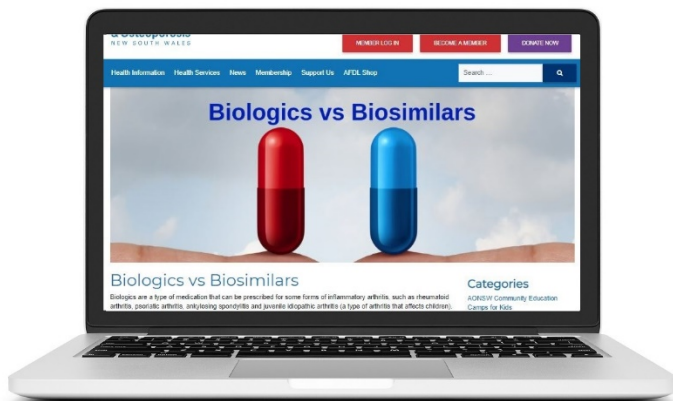 & Osteoporosis
NEW SOUTH WALES
MEMBER LOG IN
BECOME A MEMBER
DONATE NOW
Health Information Health Services News Membership Support Us AFDL Shop
Search ...
Biologics vs Biosimilars
Biologics vs Biosimilars
Biologics are a type of medication that can be prescribed for some forms of inflammatory arthritis, such as rheumatoid
arthritis, psoriatic arthritis, ankylosing spondylitis and juvenile idiopathic arthritis (a type of arthritis that affects children).
Categories
AONSW Community Education
Camps for Kids